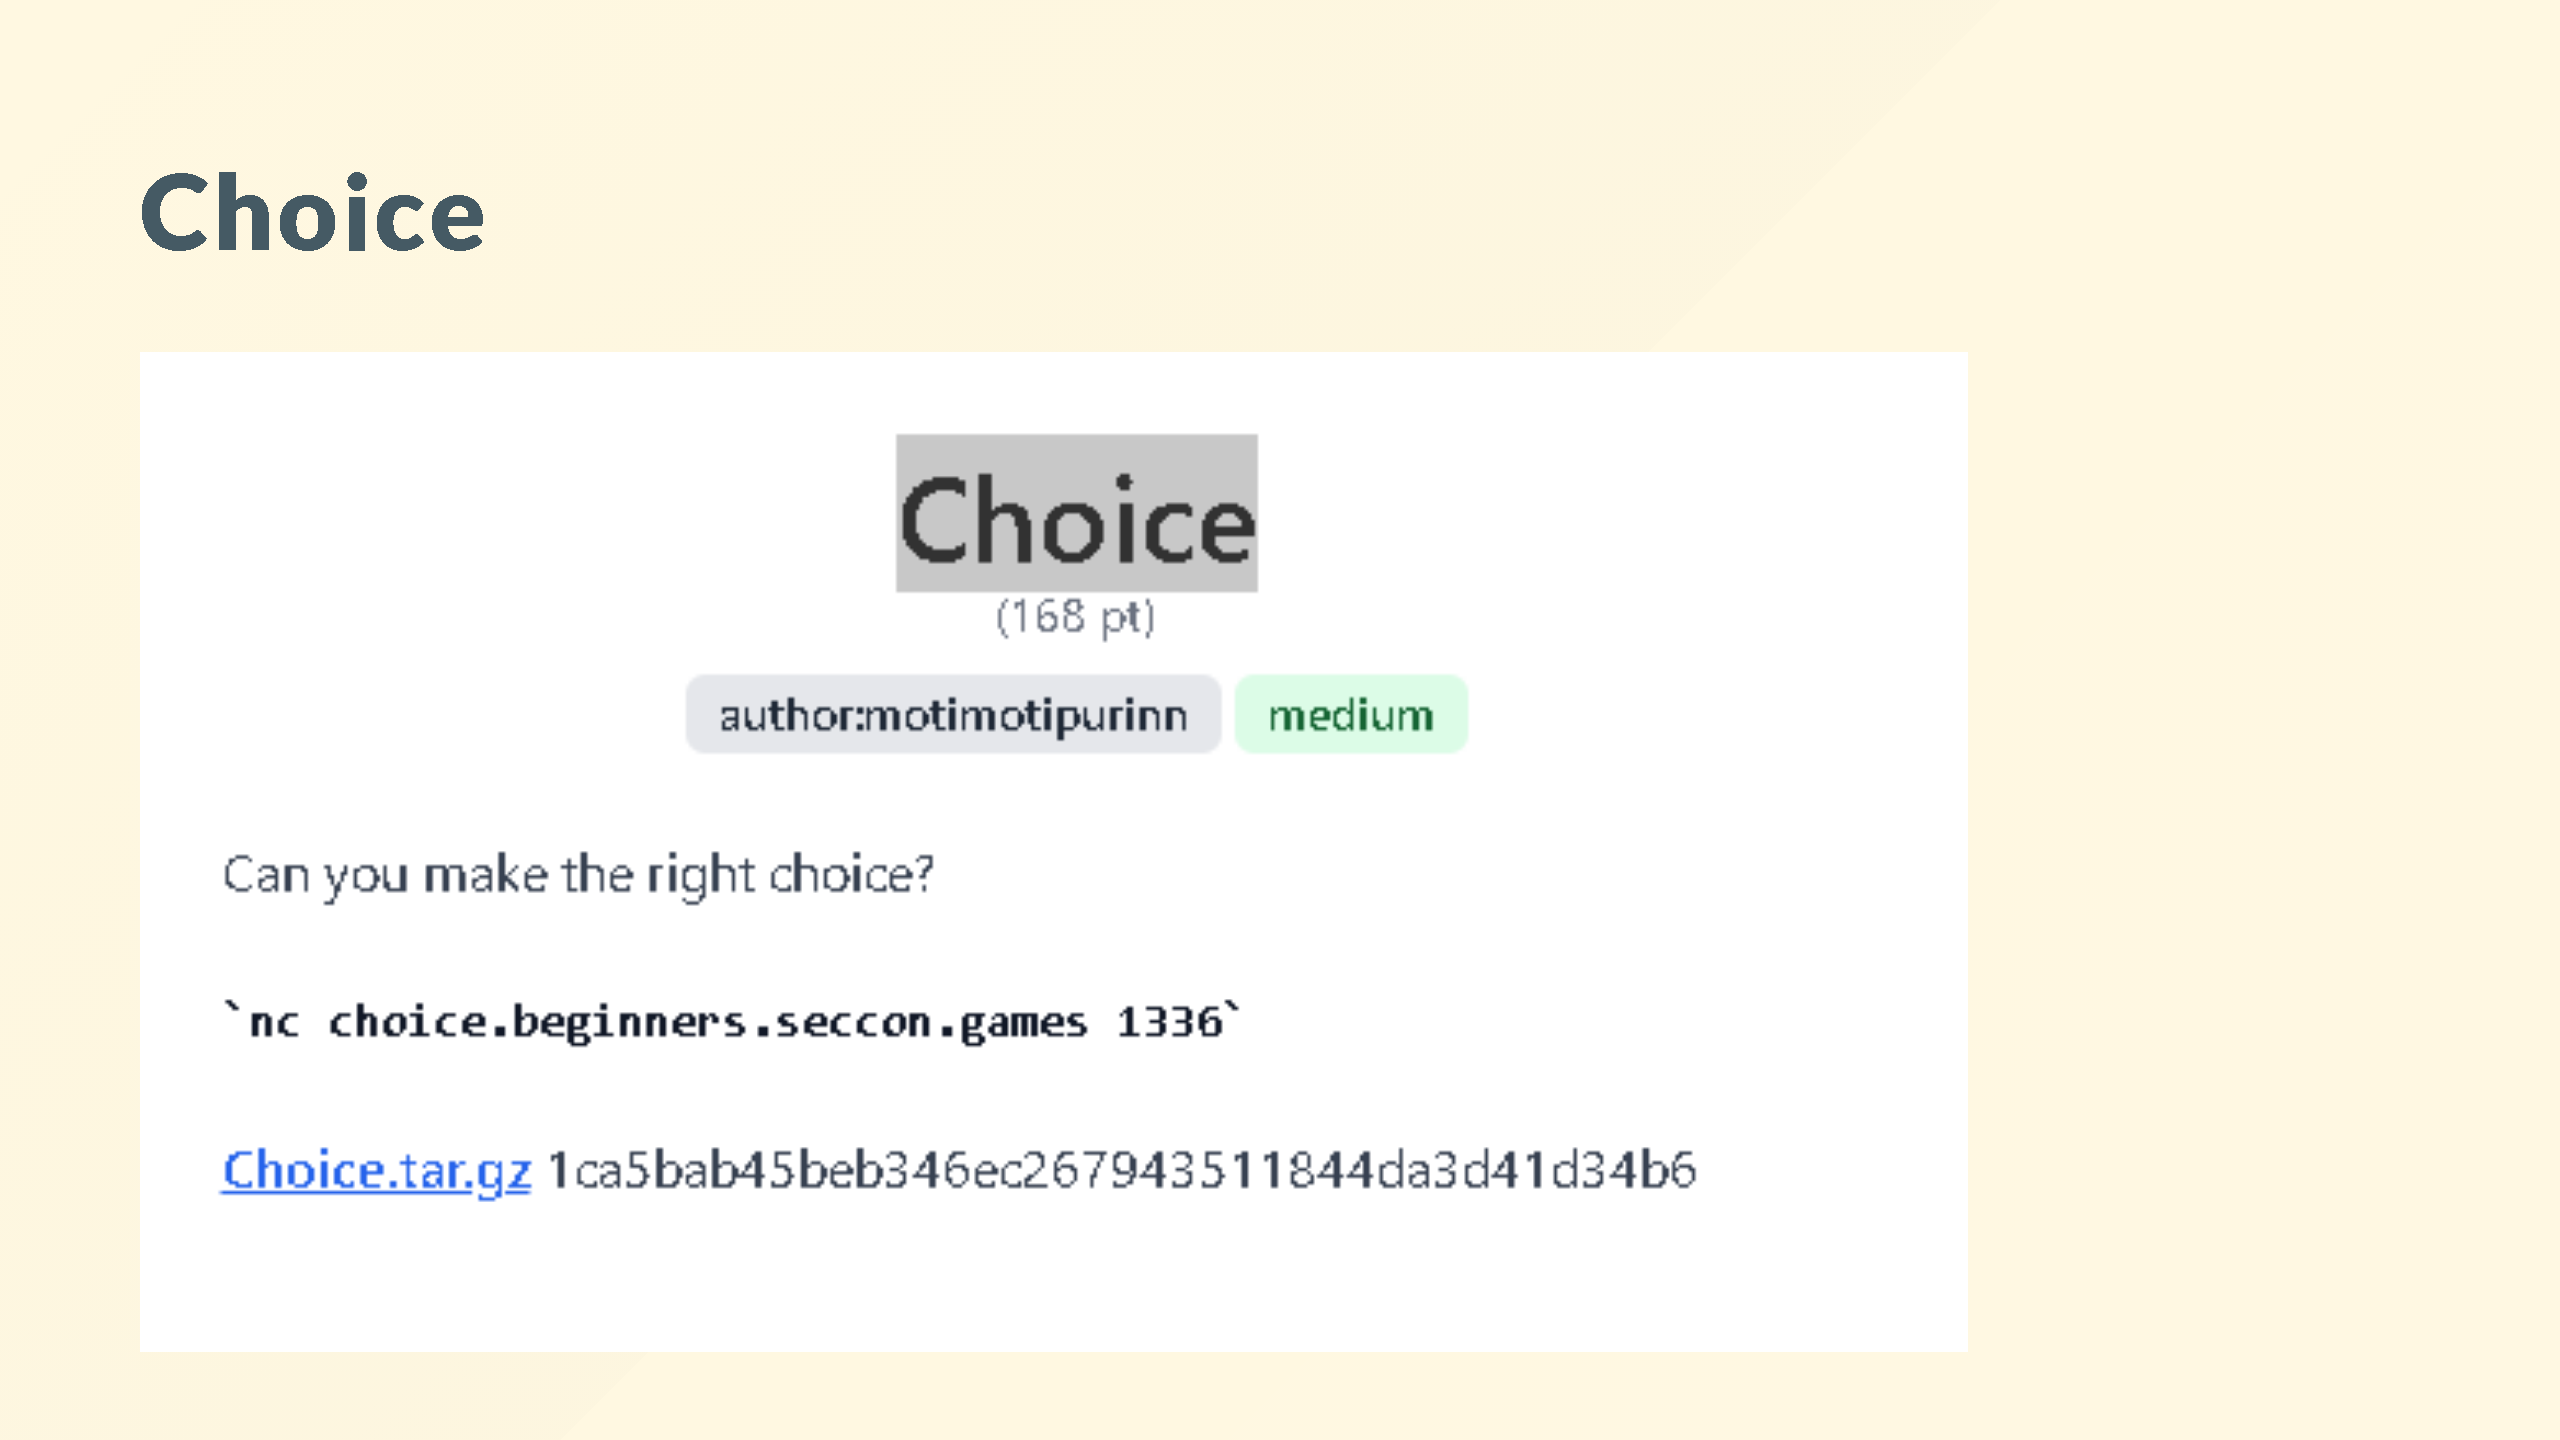 Choice
Choice
(168 pt)
author:motimotipurinn medium
Can you make the right choice?
`nc choice.beginners.seccon.games 1336`
Choice.tar.gz 1ca5bab45beb346ec267943511844da3d41d34b6